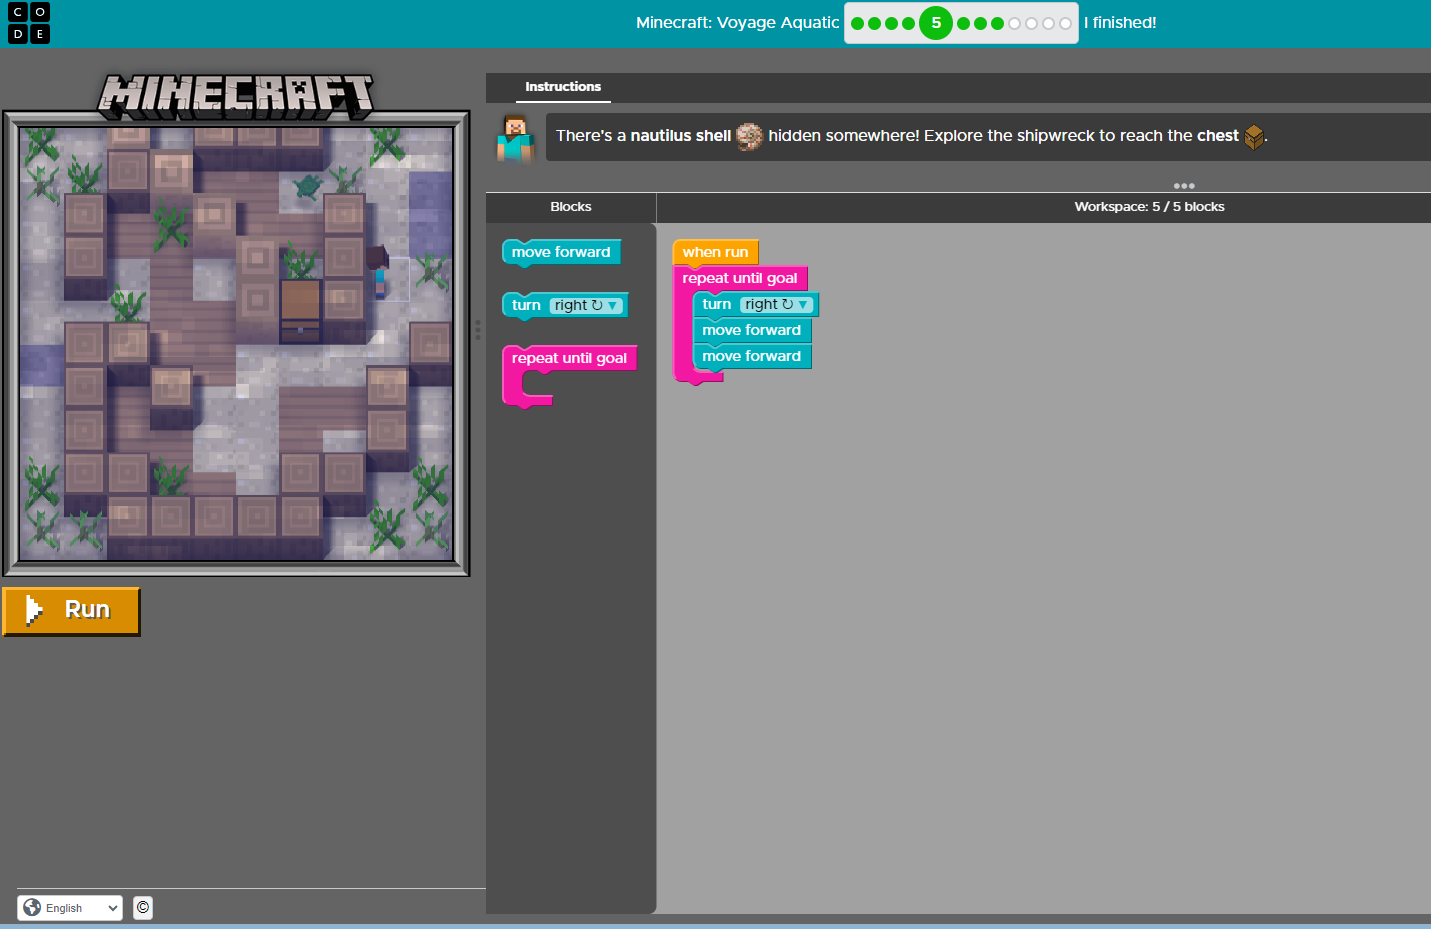 CODE
Minecraft: Voyage Aquatic
5
I finished!
MINECRAFT
Instructions
There's a nautilus shell hidden somewhere! Explore the shipwreck to reach the chest .
Blocks
Workspace: 5 / 5 blocks
move forward
turn right ↻ ▼
repeat until goal
when run
repeat until goal
turn right ↻ ▼
move forward
move forward
Run
English
©